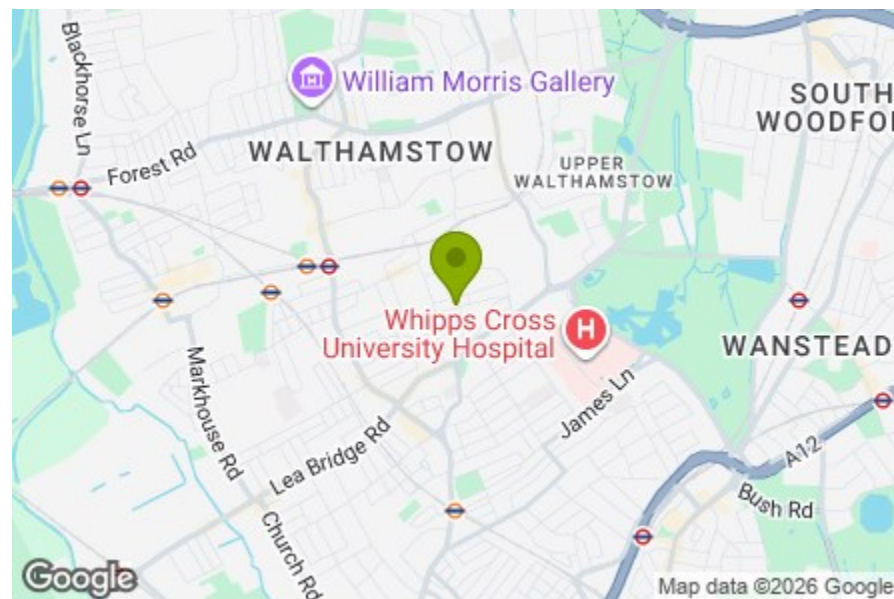 Blackhorse Ln
William Morris Gallery
SOUTH
WOODFO
Forest Rd
WALTHAMSTOW
UPPER
WALTHAMSTOW
Whipps Cross
University Hospital
H
WANSTEAD
Markhouse Rd
James Ln
Lea Bridge Rd
A12
Bush Rd
Church Rd
Google
Map data ©2026 Google